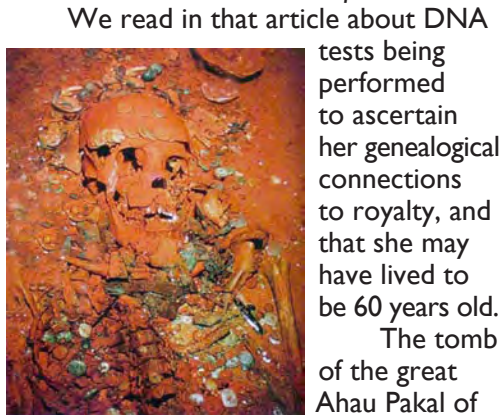 We read in that article about DNA
tests being
performed
to ascertain
her genealogical
connections
to royalty, and
that she may
have lived to
be 60 years old.
The tomb
of the great
Ahau Pakal of